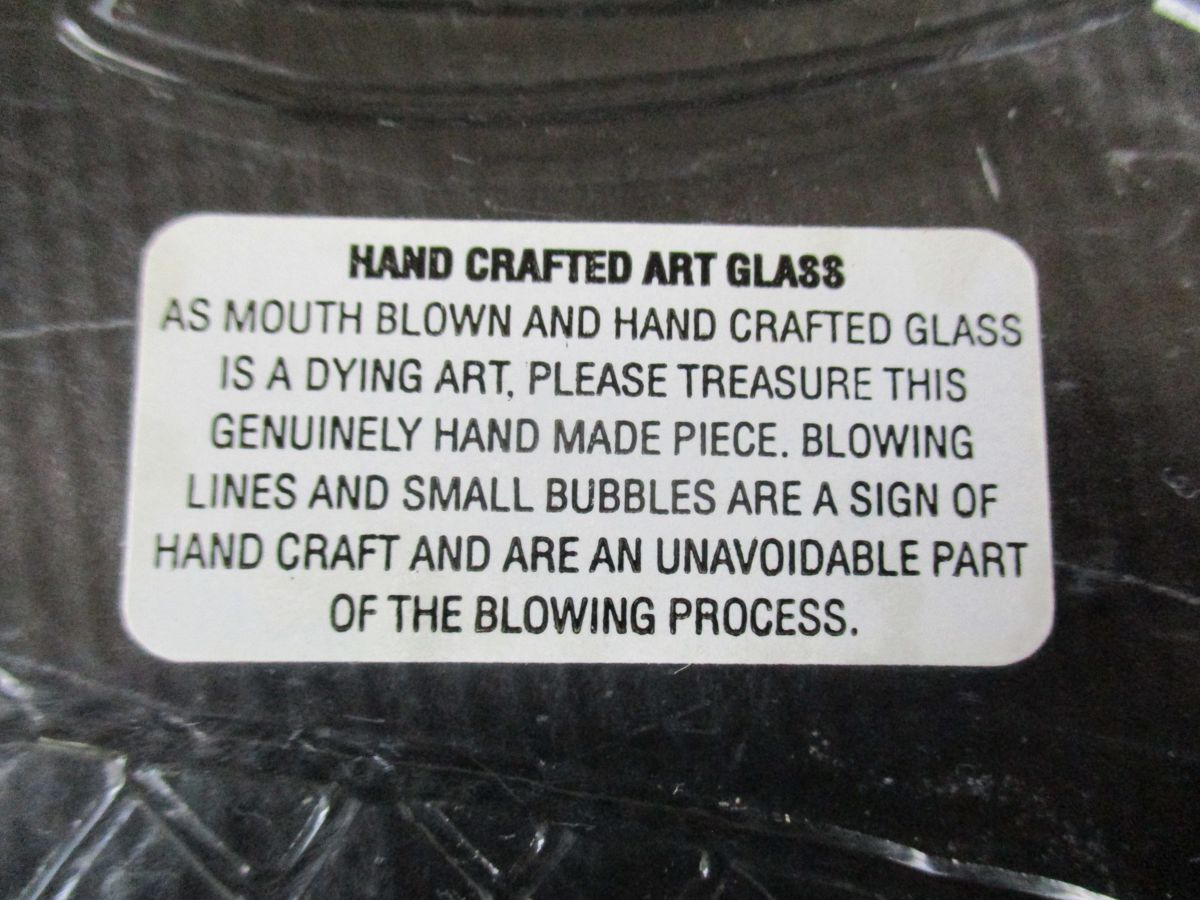 HAND CRAFTED ART GLASS
AS MOUTH BLOWN AND HAND CRAFTED GLASS
IS A DYING ART, PLEASE TREASURE THIS
GENUINELY HAND MADE PIECE. BLOWING
LINES AND SMALL BUBBLES ARE A SIGN OF
HAND CRAFT AND ARE AN UNAVOIDABLE PART
OF THE BLOWING PROCESS.